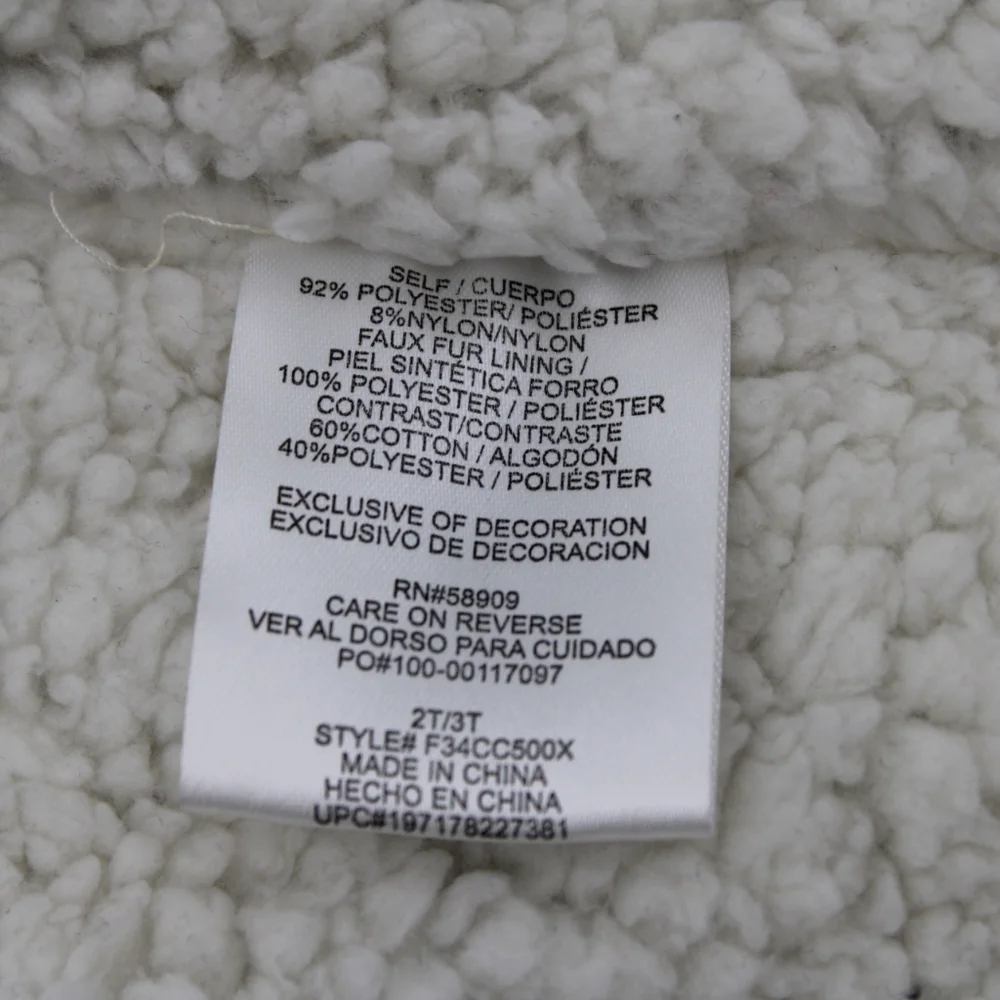 SELF / CUERPO
92% POLYESTER/ POLIÉSTER
8%NYLON/NYLON
FAUX FUR LINING /
PIEL SINTÉTICA FORRO
100% POLYESTER / POLIÉSTER
CONTRAST/CONTRASTE
60%COTTON / ALGODÓN
40%POLYESTER / POLIÉSTER
EXCLUSIVE OF DECORATION
EXCLUSIVO DE DECORACION
RN#58909
CARE ON REVERSE
VER AL DORSO PARA CUIDADO
PO#100-00117097
2T/3T
STYLE# F34CC500X
MADE IN CHINA
HECHO EN CHINA
UPC#197178227381